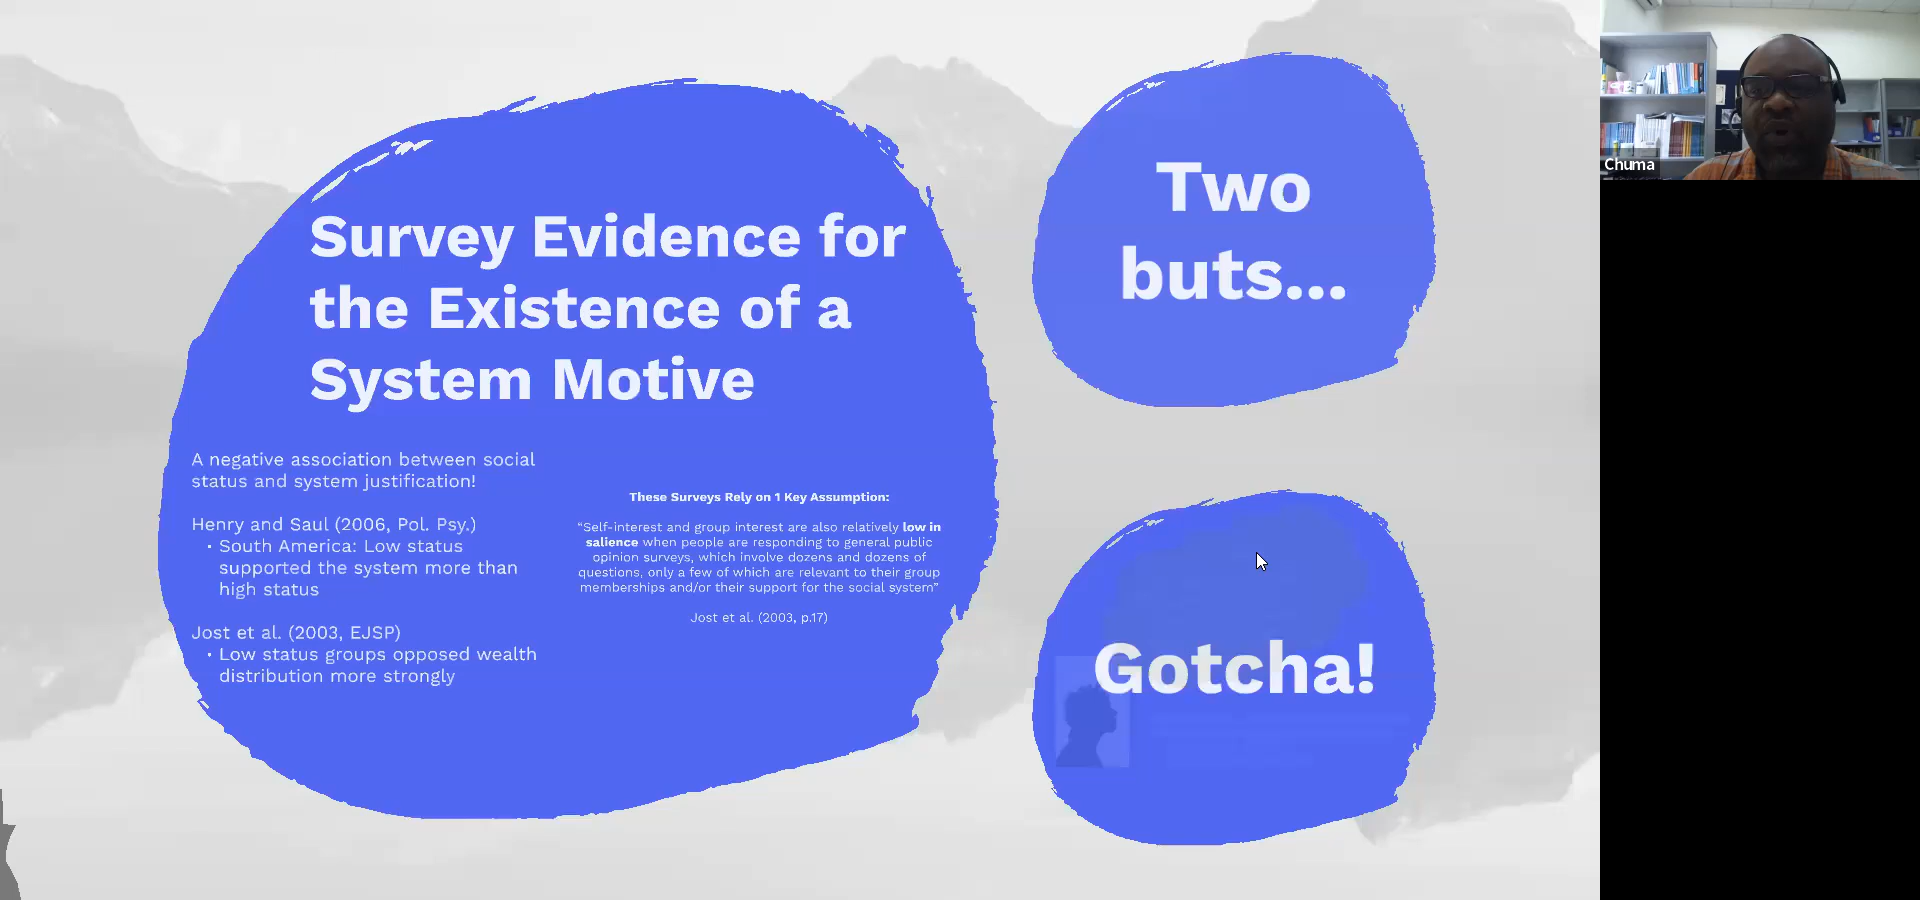 Survey Evidence for
the Existence of a
System Motive
A negative association between social
status and system justification!
Henry and Saul (2006, Pol. Psy.)
• South America: Low status
supported the system more than
high status
Jost et al. (2003, EJSP)
• Low status groups opposed wealth
distribution more strongly
These Surveys Rely on 1 Key Assumption:
“Self-interest and group interest are also relatively low in
salience when people are responding to general public
opinion surveys, which involve dozens and dozens of
questions, only a few of which are relevant to their group
memberships and/or their support for the social system”
Jost et al. (2003, p.17)
Two
buts...
Gotcha!
Chuma